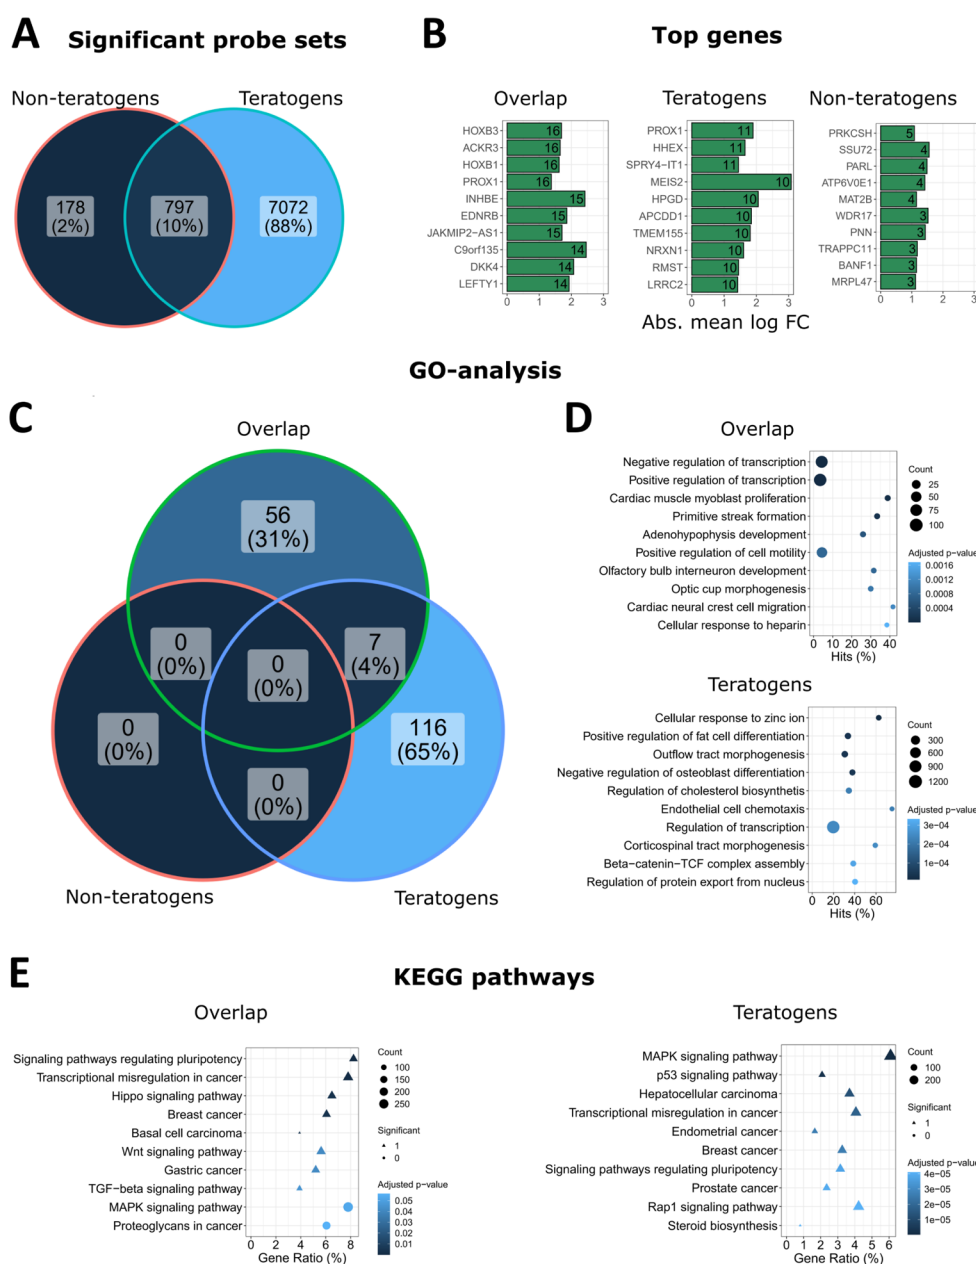 A
Significant probe sets
Non-teratogens
Teratogens
178
(2%)
797
(10%)
7072
(88%)
B
Top genes
Overlap
HOXB3
16
ACKR3
16
HOXB1
16
PROX1
16
INHBE
15
EDNRB
15
JAKMIP2-AS1
15
C9orf135
14
DKK4
14
LEFTY1
14
0 1 2 3
Teratogens
PROX1
11
HHEX
11
SPRY4-IT1
11
MEIS2
10
HPGD
10
APCDD1
10
TMEM155
10
NRXN1
10
RMST
10
LRRC2
10
0 1 2 3
Non-teratogens
PRKCSH
5
SSU72
4
PARL
4
ATP6V0E1
4
MAT2B
4
WDR17
3
PNN
3
TRAPPC11
3
BANF1
3
MRPL47
3
0 1 2 3
Abs. mean log FC
GO-analysis
C
Overlap
56
(31%)
0
(0%)
7
(4%)
0
(0%)
0
(0%)
116
(65%)
0
(0%)
Non-teratogens
Teratogens
D
Overlap
Negative regulation of transcription
Positive regulation of transcription
Cardiac muscle myoblast proliferation
Primitive streak formation
Adenohypophysis development
Positive regulation of cell motility
Olfactory bulb interneuron development
Optic cup morphogenesis
Cardiac neural crest cell migration
Cellular response to heparin
0 10 20 30 40
Hits (%)
Count
25
50
75
100
Adjusted p-value
0.0016
0.0008
0.0004
Teratogens
Cellular response to zinc ion
Positive regulation of fat cell differentiation
Outflow tract morphogenesis
Negative regulation of osteoblast differentiation
Regulation of cholesterol biosynthetis
Endothelial cell chemotaxis
Regulation of transcription
Corticospinal tract morphogenesis
Beta-catenin-TCF complex assembly
Regulation of protein export from nucleus
0 20 40 60
Hits (%)
Count
300
600
900
1200
Adjusted p-value
3e-04
2e-04
1e-04
E
KEGG pathways
Overlap
Signaling pathways regulating pluripotency
Transcriptional misregulation in cancer
Hippo signaling pathway
Breast cancer
Basal cell carcinoma
Wnt signaling pathway
Gastric cancer
TGF-beta signaling pathway
MAPK signaling pathway
Proteoglycans in cancer
0 2 4 6 8
Gene Ratio (%)
Count
100
150
200
250
Significant
1
0
Adjusted p-value
0.05
0.04
0.03
0.02
0.01
Teratogens
MAPK signaling pathway
p53 signaling pathway
Hepatocellular carcinoma
Transcriptional misregulation in cancer
Endometrial cancer
Breast cancer
Signaling pathways regulating pluripotency
Prostate cancer
Rap1 signaling pathway
Steroid biosynthesis
0 1 2 3 4 5 6
Gene Ratio (%)
Count
100
200
Significant
1
0
Adjusted p-value
4e-05
3e-05
2e-05
1e-05